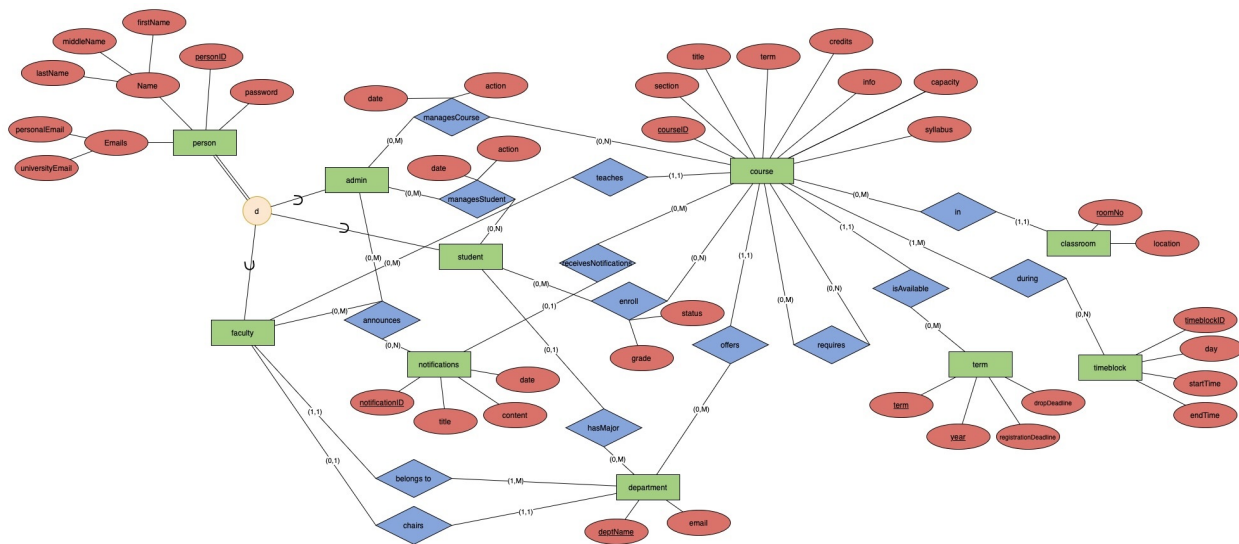 firstName
middleName
personID
lastName
Name
password
personalEmail
Emails
universityEmail
person
d
date
action
managesCourse
(0,M)
(0,N)
date
action
admin
(0,M)
managesStudent
(0,N)
teaches
(1,1)
(0,M)
student
receivesNotifications
(0,M)
(0,1)
(0,M)
enroll
(0,N)
status
grade
(0,M)
(0,M)
announces
(0,N)
faculty
notifications
notificationID
title
content
date
title
term
credits
section
info
capacity
courseID
syllabus
course
(0,M)
in
(1,1)
roomNo
classroom
location
(1,1)
isAvailable
(0,M)
(1,M)
during
(0,N)
(1,1)
offers
(0,M)
(0,M)
(0,N)
requires
term
term
year
registrationDeadline
dropDeadline
timeblock
timeblockID
day
startTime
endTime
(0,1)
hasMajor
(0,M)
(1,1)
belongs to
(1,M)
(0,1)
chairs
(1,1)
department
deptName
email